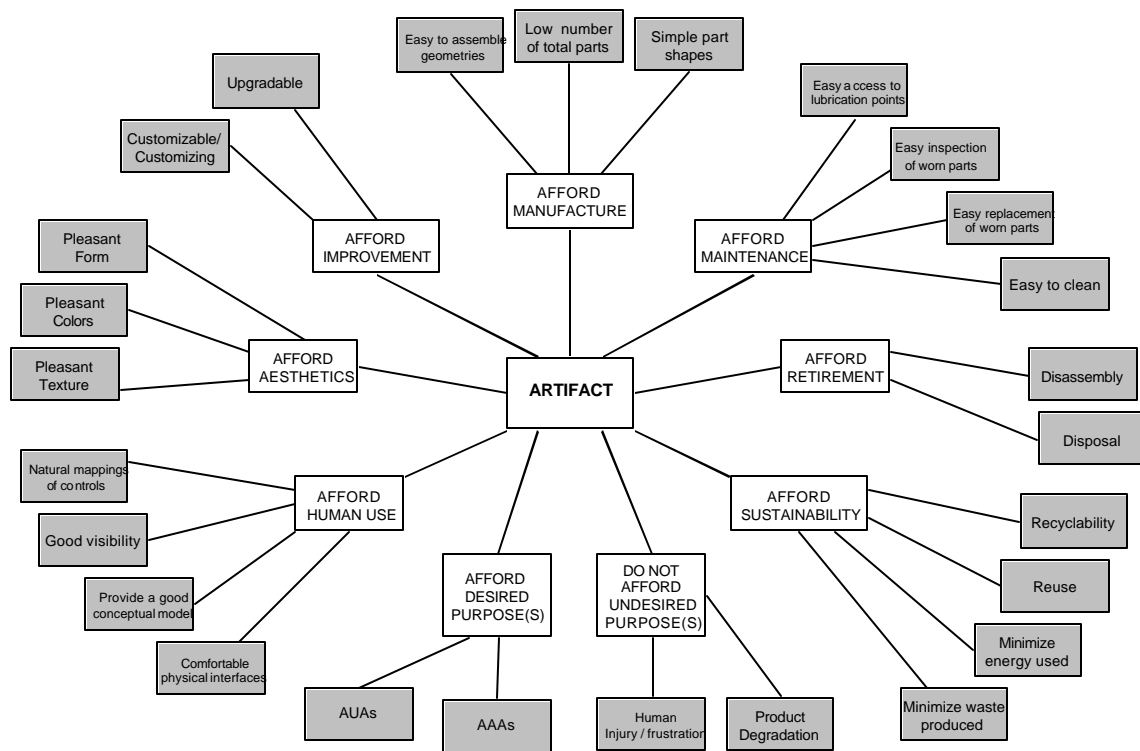 Easy to assemble
geometries
Low number
of total parts
Simple part
shapes
Upgradable
Customizable/
Customizing
Easy access to
lubrication points
Easy inspection
of worn parts
Easy replacement
of worn parts
Easy to clean
AFFORD
MANUFACTURE
AFFORD
IMPROVEMENT
AFFORD
MAINTENANCE
Pleasant
Form
Pleasant
Colors
Pleasant
Texture
AFFORD
AESTHETICS
ARTIFACT
AFFORD
RETIREMENT
Disassembly
Disposal
Natural mappings
of controls
Good visibility
Provide a good
conceptual model
Comfortable
physical interfaces
AFFORD
HUMAN USE
AFFORD
SUSTAINABILITY
Recyclability
Reuse
Minimize
energy used
Minimize waste
produced
AFFORD
DESIRED
PURPOSE(S)
DO NOT
AFFORD
UNDESIRED
PURPOSE(S)
AUAs
AAAs
Human
Injury / frustration
Product
Degradation